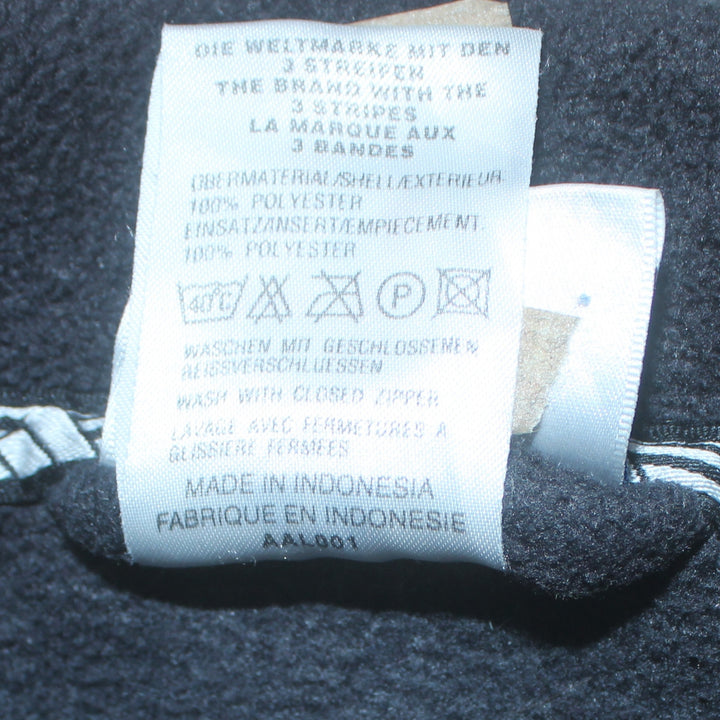 DIE WELTMARKE MIT DEN
3 STREIFEN
THE BRAND WITH THE
3 STRIPES
LA MARQUE AUX
3 BANDES
OBERMATERIAL/SHELL/EXTERIEUR
100% POLYESTER
EINSATZ/INSERT/EMPIECEMENT
100% POLYESTER
40°C P
WASCHEN MIT GESCHLOSSENEN
REISSVERSCHLUESSEN
WASH WITH CLOSED ZIPPER
LAVAGE AVEC FERMETURES A
GLISSIERE FERMÉES
MADE IN INDONESIA
FABRIQUE EN INDONESIE
AAL001